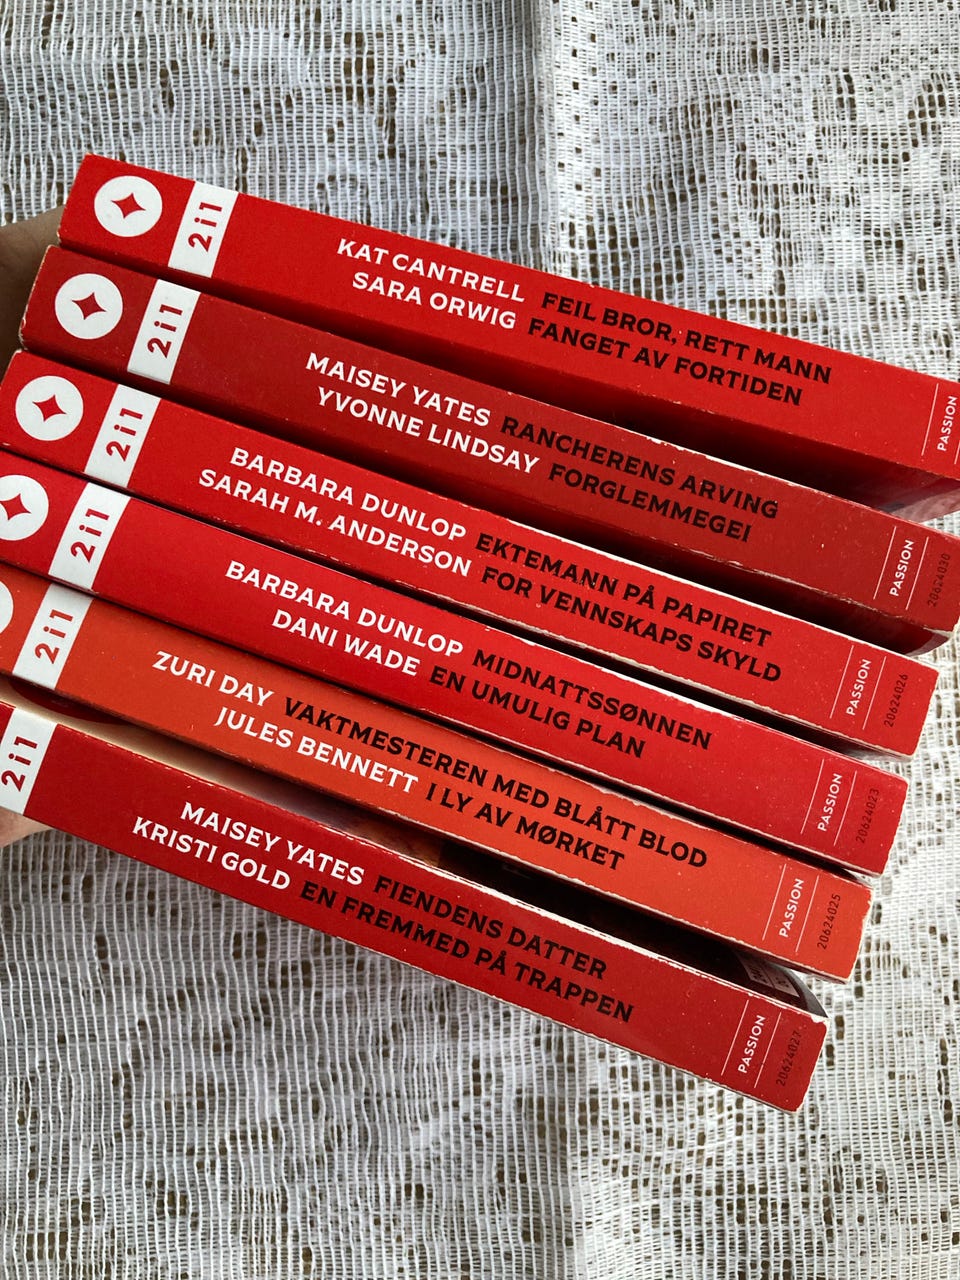 2i1
KAT CANTRELL FEIL BROR, RETT MANN
SARA ORWIG FANGET AV FORTIDEN
PASSION
2i1
MAISEY YATES RANCHERENS ARVING
YVONNE LINDSAY FORGLEMMEGEI
PASSION
20624030
2i1
BARBARA DUNLOP EKTEMANN PÅ PAPIRET
SARAH M. ANDERSON FOR VENNSKAPS SKYLD
PASSION
20624026
2i1
BARBARA DUNLOP MIDNATTSSØNNEN
DANI WADE EN UMULIG PLAN
PASSION
20624023
2i1
ZURI DAY VAKTMESTEREN MED BLÅTT BLOD
JULES BENNETT I LY AV MØRKET
PASSION
20624025
2i1
MAISEY YATES FIENDENS DATTER
KRISTI GOLD EN FREMMED PÅ TRAPPEN
PASSION
20624027